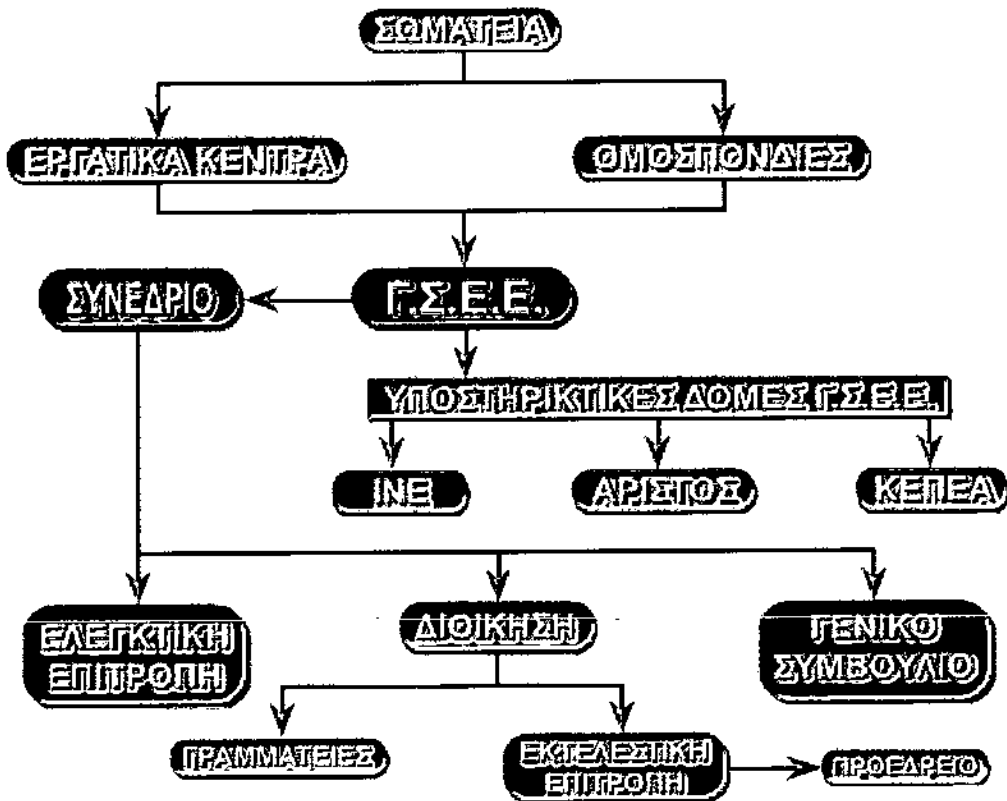 ΣΩΜΑΤΕΙΑ
ΕΡΓΑΤΙΚΑ ΚΕΝΤΡΑ
ΟΜΟΣΠΟΝΔΙΕΣ
ΣΥΝΕΔΡΙΟ
Γ.Σ.Ε.Ε.
ΥΠΟΣΤΗΡΙΚΤΙΚΕΣ ΔΟΜΕΣ Γ.Σ.Ε.Ε.
ΙΝΕ
ΑΡΙΣΤΟΣ
ΚΕΠΕΑ
ΕΛΕΓΚΤΙΚΗ
ΕΠΙΤΡΟΠΗ
ΔΙΟΙΚΗΣΗ
ΓΕΝΙΚΟ
ΣΥΜΒΟΥΛΙΟ
ΓΡΑΜΜΑΤΕΙΕΣ
ΕΚΤΕΛΕΣΤΙΚΗ
ΕΠΙΤΡΟΠΗ
ΠΡΟΕΔΡΕΙΟ